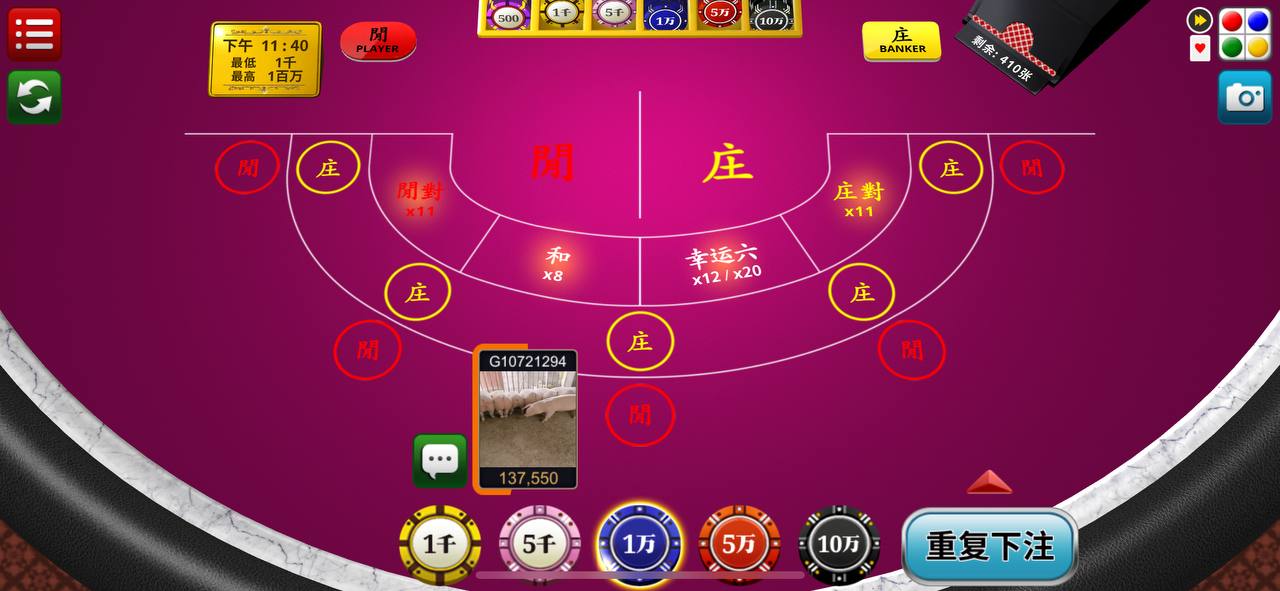 500
1千
5千
1万
5万
10万
下午 11:40
最低 1千
最高 1百万
閒
PLAYER
庄
BANKER
剩余: 410张
閒
庄
閒
庄
庄
閒
閒對
x11
庄對
x11
和
x8
幸运六
x12 / x20
庄
庄
庄
閒
閒
閒
G10721294
137,550
1千
5千
1万
5万
10万
重复下注